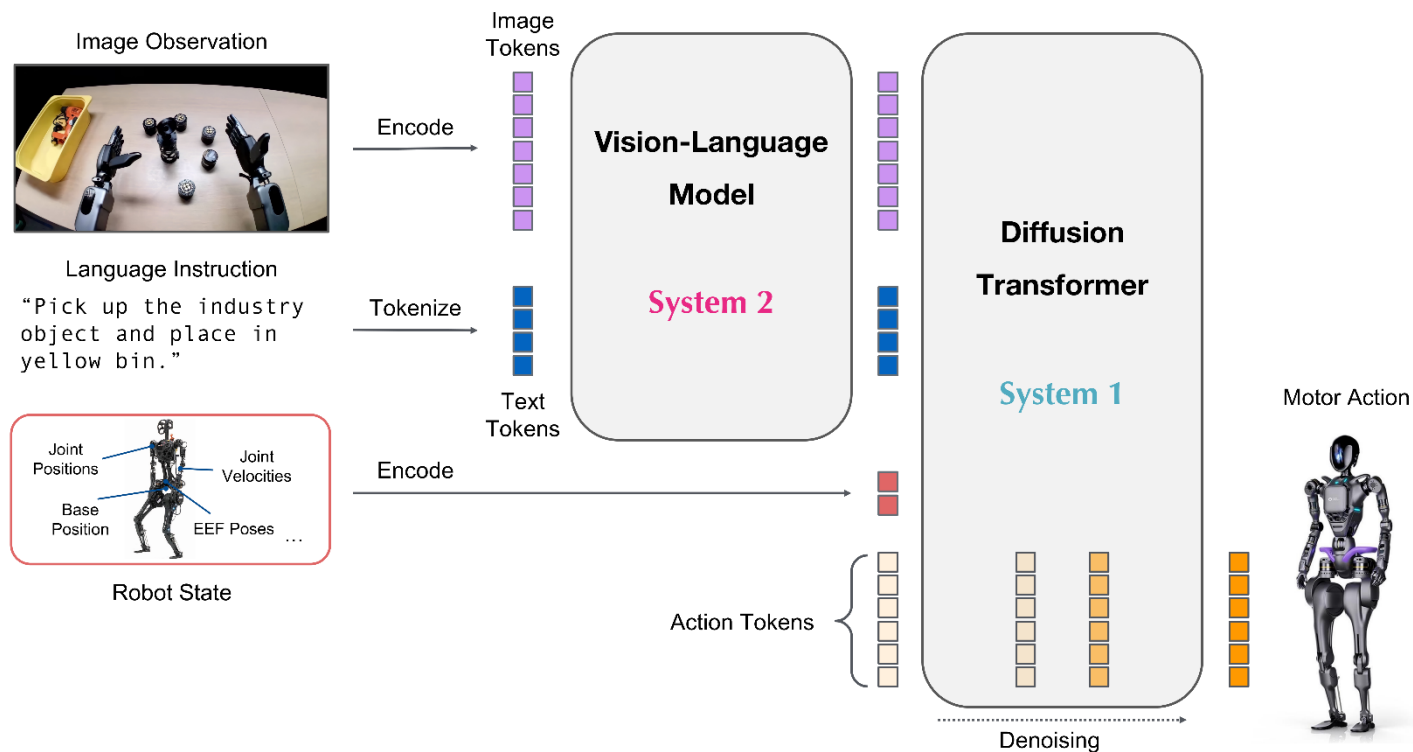 Image Observation
Image
Tokens
Encode
Vision-Language
Model
System 2
Diffusion
Transformer
System 1
Language Instruction
“Pick up the industry
object and place in
yellow bin.”
Tokenize
Text
Tokens
Motor Action
Joint
Positions
Joint
Velocities
Base
Position
EEF Poses
...
Encode
Robot State
Action Tokens
Denoising